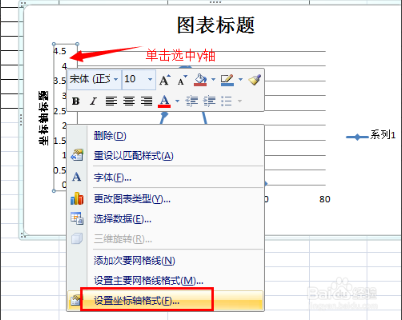 图表标题
单击选中y轴
4.5
4
3.5
3
2.5
2
1.5
1
0.5
0
坐标轴标题
宋体 (正文 10 A A
B I A
系列1
80
删除(D)
重设以匹配样式(A)
A 字体(F)...
更改图表类型(Y)...
选择数据(E)...
三维旋转(R)...
添加次要网格线(N)
设置主要网格线格式(M)...
设置坐标轴格式(F)...
Baidu 经验